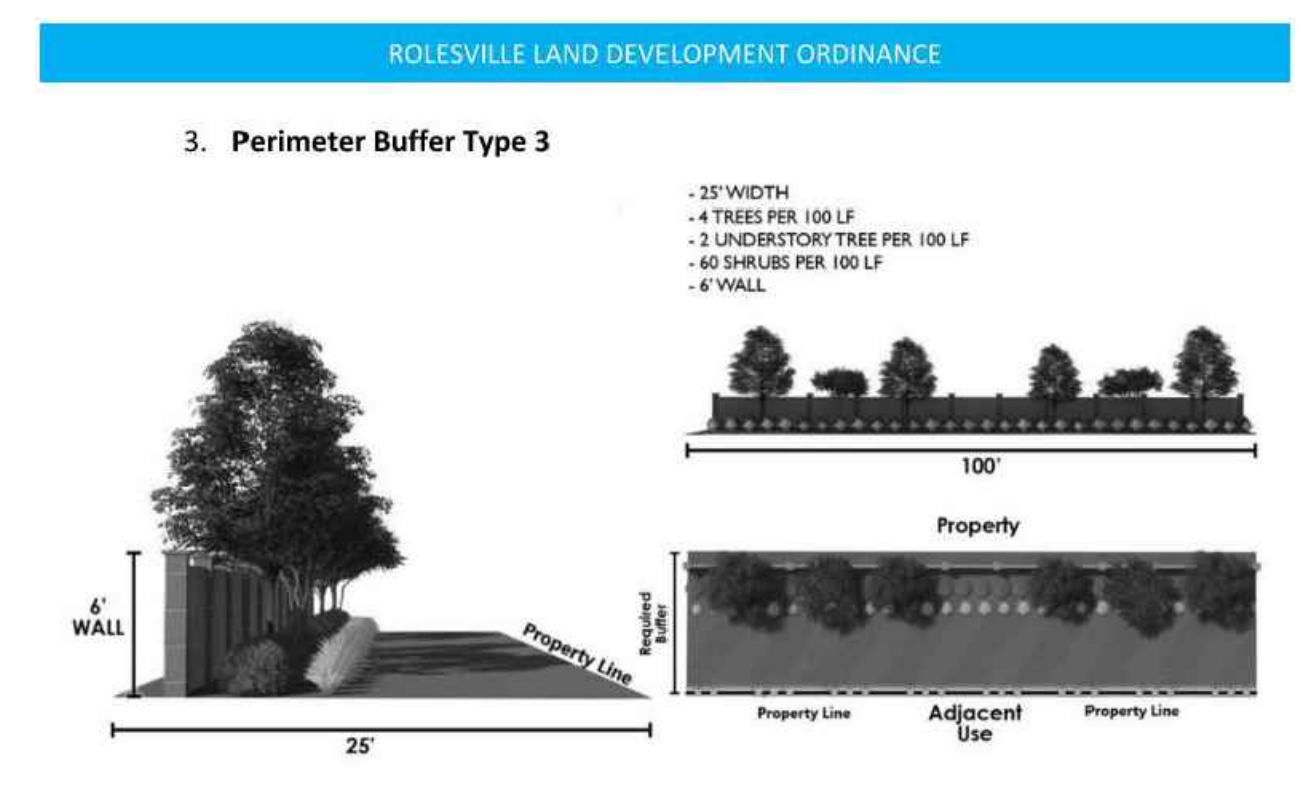 ROLESVILLE LAND DEVELOPMENT ORDINANCE
3. Perimeter Buffer Type 3
- 25' WIDTH
- 4 TREES PER 100 LF
- 2 UNDERSTORY TREE PER 100 LF
- 60 SHRUBS PER 100 LF
- 6' WALL
100'
6'
WALL
Property Line
25'
Property
Required
Buffer
Property Line
Adjacent
Use
Property Line